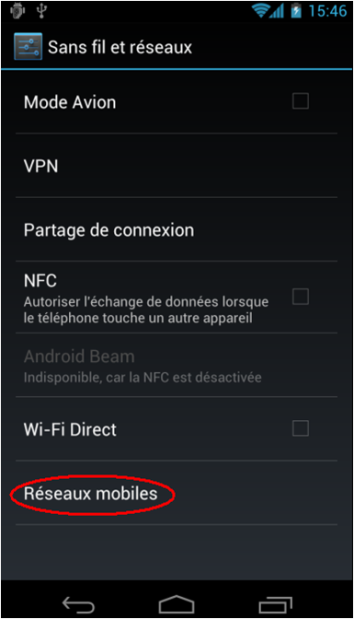 15:46
Sans fil et réseaux
Mode Avion
VPN
Partage de connexion
NFC
Autoriser l'échange de données lorsque
le téléphone touche un autre appareil
Android Beam
Indisponible, car la NFC est désactivée
Wi-Fi Direct
Réseaux mobiles